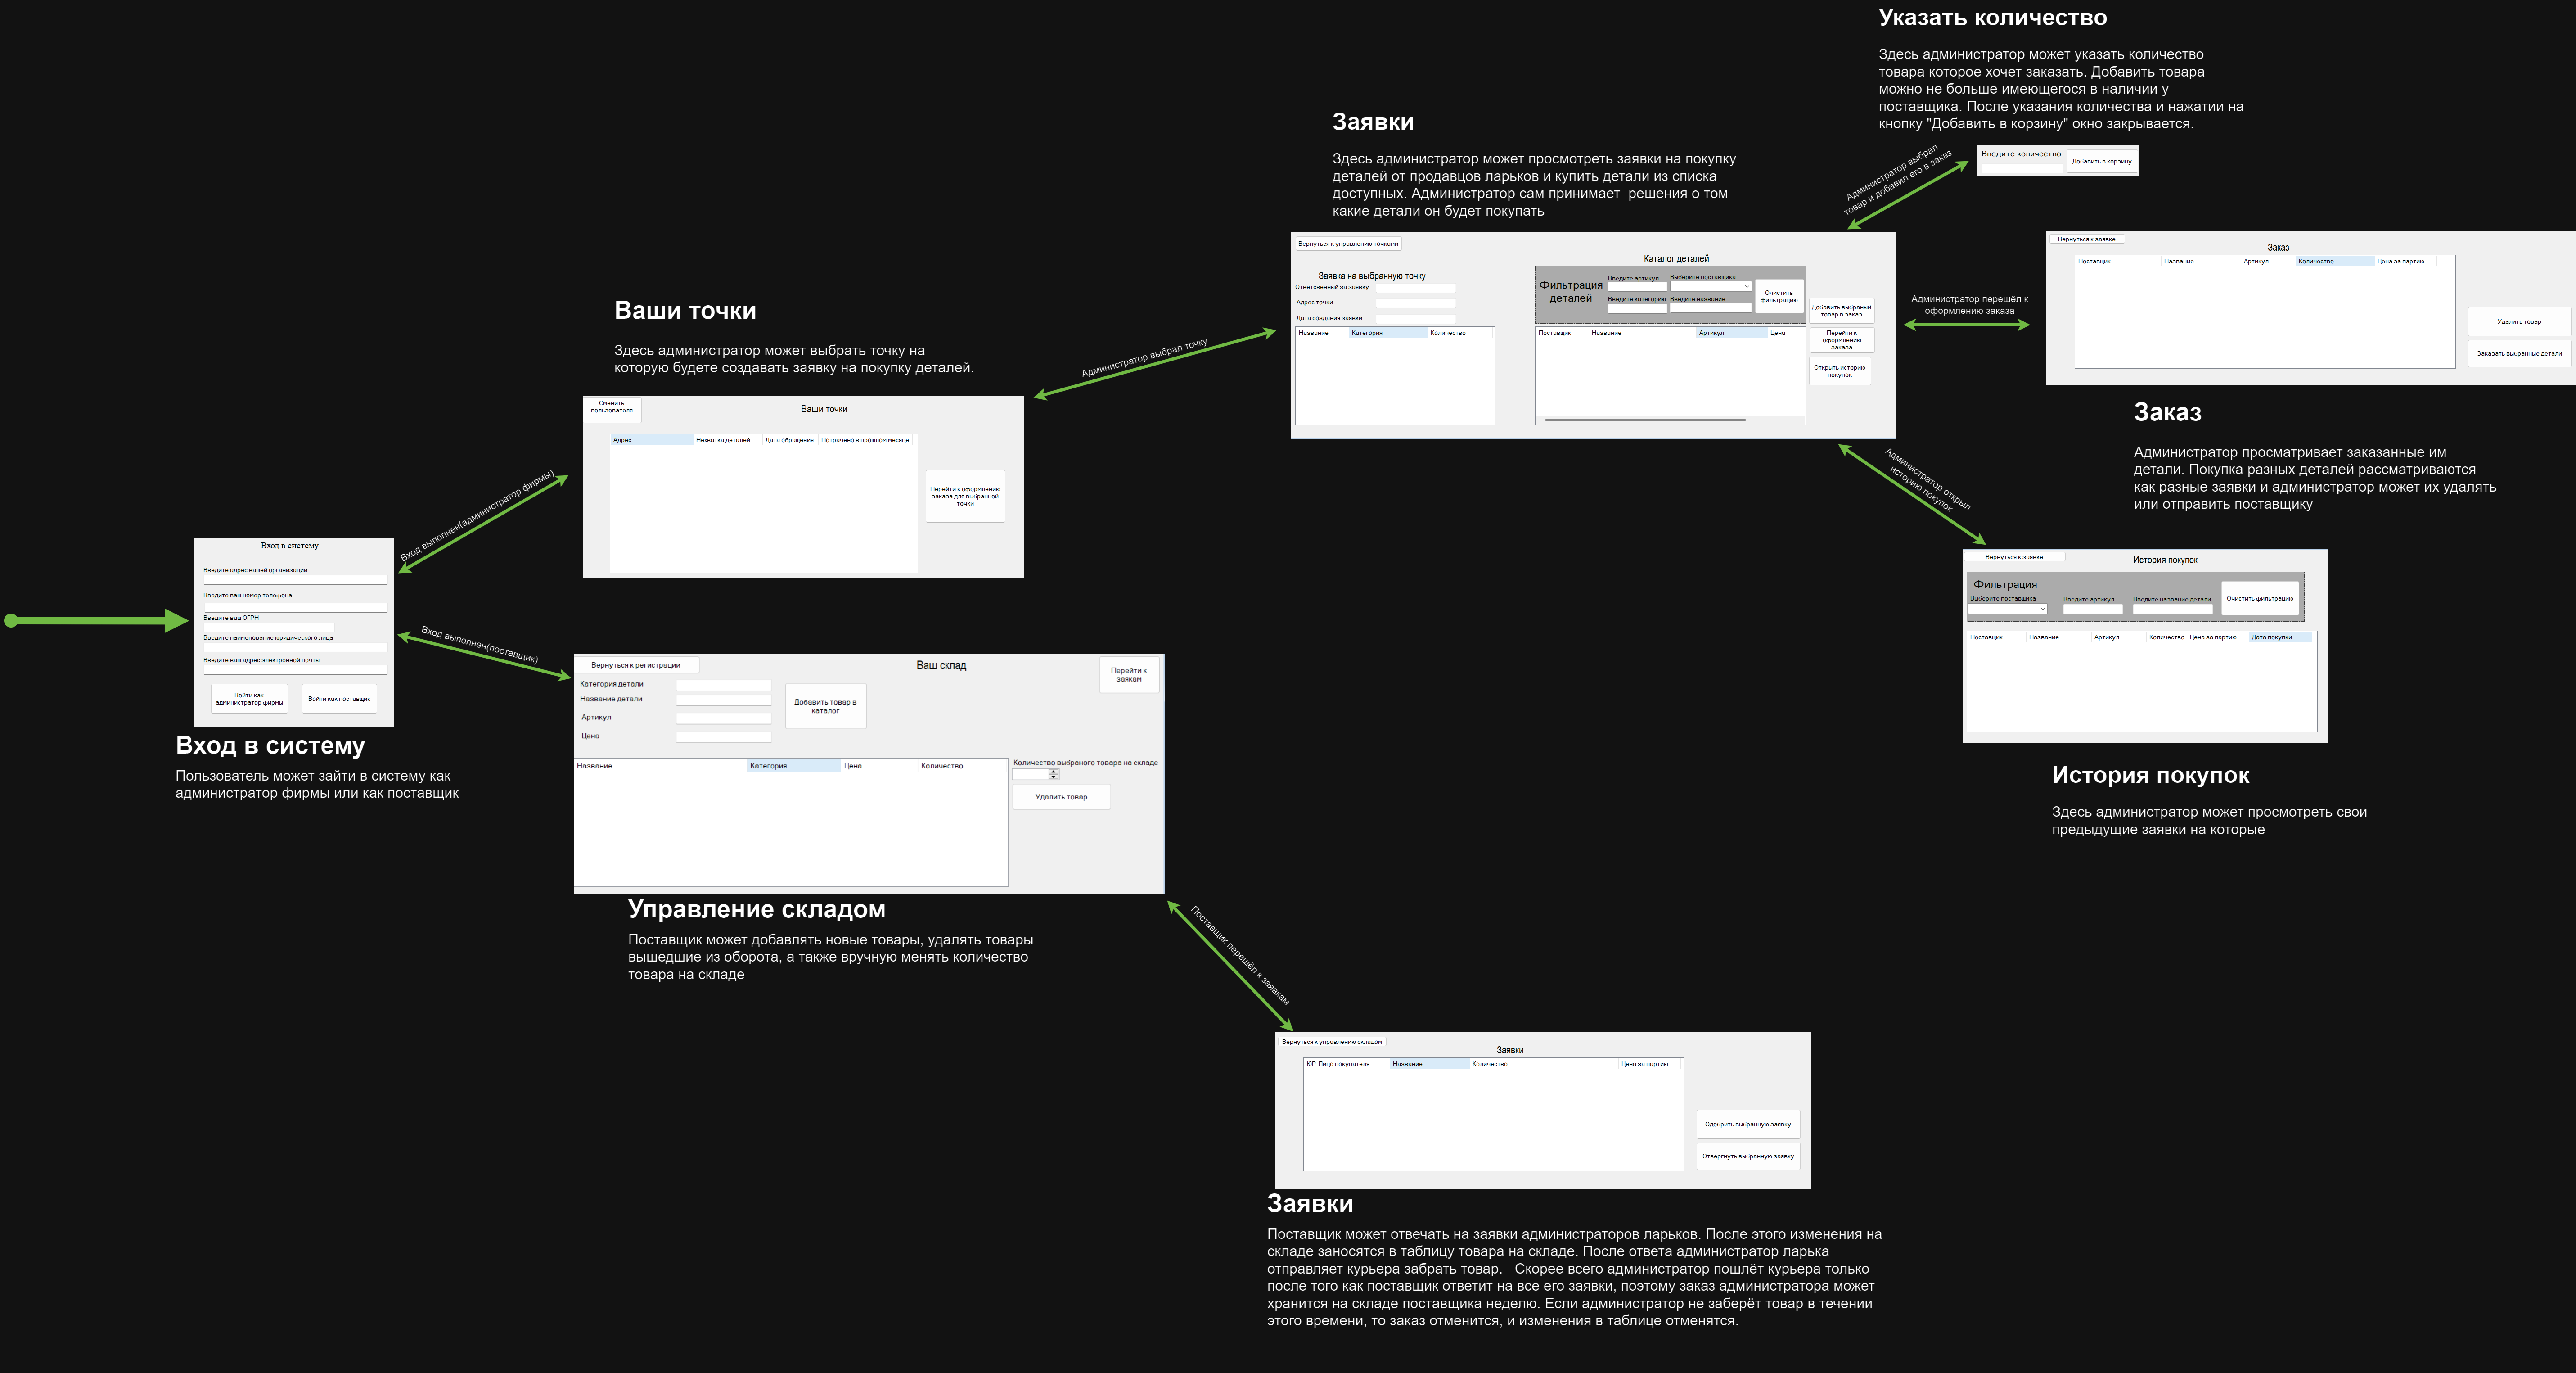 Указать количество
Здесь администратор может указать количество
товара которое хочет заказать. Добавить товара
можно не больше имеющегося в наличии у
поставщика. После указания количества и нажатии на
кнопку "Добавить в корзину" окно закрывается.
Введите количество
Добавить в корзину
Администратор выбрал
товар и добавил его в заказ
Заявки
Здесь администратор может просмотреть заявки на покупку
деталей от продавцов ларьков и купить детали из списка
доступных. Администратор сам принимает  решения о том
какие детали он будет покупать
Вернуться к управлению точками
Заявка на выбранную точку
Ответсвенный за заявку
Адрес точки
Дата создания заявки
Название Категория Количество
Каталог деталей
Фильтрация
деталей
Введите артикул
Выберите поставщика
Введите категорию
Введите название
Очистить
фильтрацию
Поставщик Название Артикул Цена
Добавить выбраный
товар в заказ
Перейти к
оформлению
заказа
Открыть историю
покупок
Администратор перешёл к
оформлению заказа
Вернуться к заявке
Заказ
Поставщик Название Артикул Количество Цена за партию
Удалить товар
Заказать выбранные детали
Заказ
Администратор просматривает заказанные им
детали. Покупка разных деталей рассматриваются
как разные заявки и администратор может их удалять
или отправить поставщику
Администратор открыл
историю покупок
Вернуться к заявке
История покупок
Фильтрация
Выберите поставщика
Введите артикул
Введите название детали
Очистить фильтрацию
Поставщик Название Артикул Количество Цена за партию Дата покупки
История покупок
Здесь администратор может просмотреть свои
предыдущие заявки на которые
Ваши точки
Здесь администратор может выбрать точку на
которую будете создавать заявку на покупку деталей.
Администратор выбрал точку
Сменить
пользователя
Ваши точки
Адрес Нехватка деталей Дата обращения Потрачено в прошлом месяце
Перейти к оформлению
заказа для выбранной
точки
Вход выполнен(администратор фирмы)
Вход в систему
Введите адрес вашей организации
Введите ваш номер телефона
Введите ваш ОГРН
Введите наименование юридического лица
Введите ваш адрес электронной почты
Войти как
администратор фирмы
Войти как поставщик
Вход в систему
Пользователь может зайти в систему как
администратор фирмы или как поставщик
Вход выполнен(поставщик)
Вернуться к регистрации
Ваш склад
Перейти к
заякам
Категория детали
Название детали
Артикул
Цена
Добавить товар в
каталог
Название Категория Цена Количество
Количество выбраного товара на складе
Удалить товар
Управление складом
Поставщик может добавлять новые товары, удалять товары
вышедшие из оборота, а также вручную менять количество
товара на складе
Поставщик перешёл к заявкам
Вернуться к управлению складом
Заявки
ЮР. Лицо покупателя Название Количество Цена за партию
Одобрить выбранную заявку
Отвергнуть выбранную заявку
Заявки
Поставщик может отвечать на заявки администраторов ларьков. После этого изменения на
складе заносятся в таблицу товара на складе. После ответа администратор ларька
отправляет курьера забрать товар.   Скорее всего администратор пошлёт курьера только
после того как поставщик ответит на все его заявки, поэтому заказ администратора может
хранится на складе поставщика неделю. Если администратор не заберёт товар в течении
этого времени, то заказ отменится, и изменения в таблице отменятся.